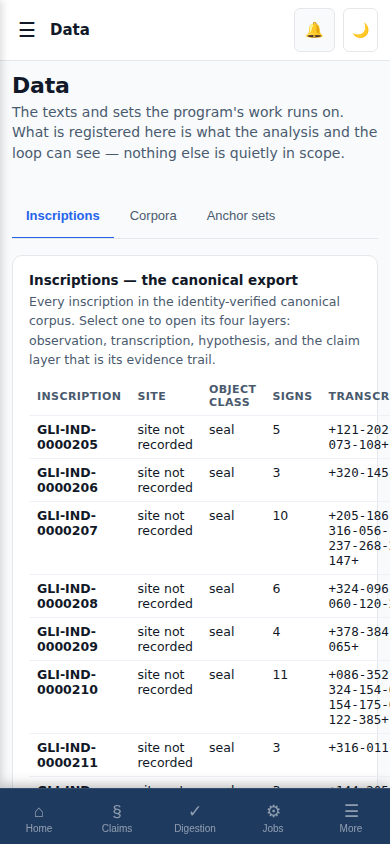 ☰ Data 🔔 🌙
Data
The texts and sets the program's work runs on.
What is registered here is what the analysis and the
loop can see — nothing else is quietly in scope.
Inscriptions Corpora Anchor sets
Inscriptions — the canonical export
Every inscription in the identity-verified canonical
corpus. Select one to open its four layers:
observation, transcription, hypothesis, and the claim
layer that is its evidence trail.
INSCRIPTION SITE OBJECT CLASS SIGNS TRANSCR
GLI-IND-0000205 site not recorded seal 5 +121-202
073-108+
GLI-IND-0000206 site not recorded seal 3 +320-145
GLI-IND-0000207 site not recorded seal 10 +205-186
316-056-
237-268-
147+
GLI-IND-0000208 site not recorded seal 6 +324-096
060-120-
GLI-IND-0000209 site not recorded seal 4 +378-384
065+
GLI-IND-0000210 site not recorded seal 11 +086-352
324-154-
154-175-
122-385+
GLI-IND-0000211 site not recorded seal 3 +316-011
Home Claims Digestion Jobs More